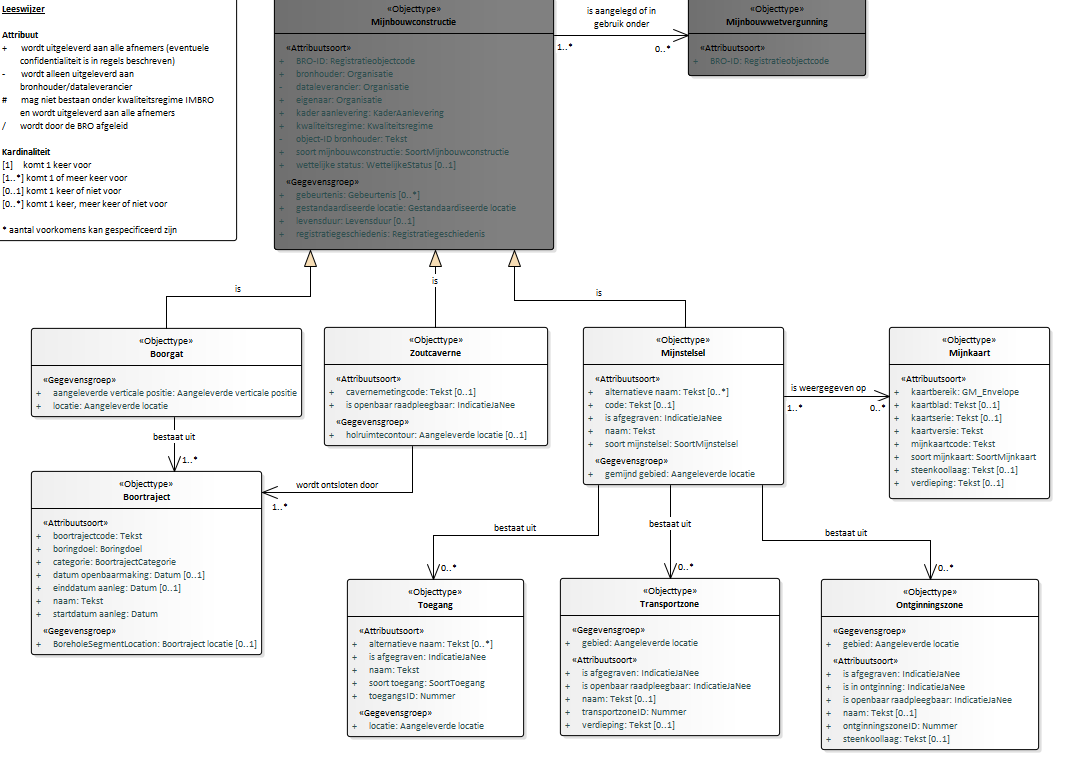 Leeswijzer
Attribuut
+ wordt uitgeleverd aan alle afnemers (eventuele
confidentialiteit is in regels beschreven)
- wordt alleen uitgeleverd aan
bronhouder/dataleverancier
# mag niet bestaan onder kwaliteitsregime IMBRO
en wordt uitgeleverd aan alle afnemers
/ wordt door de BRO afgeleid
Kardinaliteit
[1] komt 1 keer voor
[1..*] komt 1 of meer keer voor
[0..1] komt 1 keer of niet voor
[0..*] komt 1 keer, meer keer of niet voor
* aantal voorkomens kan gespecificeerd zijn
«Objecttype»
Mijnbouwconstructie
«Attribuutsoort»
+ BRO-ID: Registratieobjectcode
+ bronhouder: Organisatie
- dataleverancier: Organisatie
+ eigenaar: Organisatie
+ kader aanlevering: KaderAanlevering
+ kwaliteitsregime: Kwaliteitsregime
- object-ID bronhouder: Tekst
+ soort mijnbouwconstructie: SoortMijnbouwconstructie
+ wettelijke status: WettelijkeStatus [0..1]
«Gegevensgroep»
+ gebeurtenis: Gebeurtenis [0..*]
+ gestandaardiseerde locatie: Gestandaardiseerde locatie
+ levensduur: Levensduur [0..1]
+ registratiegeschiedenis: Registratiegeschiedenis
is aangelegd of in
gebruik onder
1..*
0..*
«Objecttype»
Mijnbouwwetvergunning
«Attribuutsoort»
+ BRO-ID: Registratieobjectcode
is
is
is
«Objecttype»
Boorgat
«Gegevensgroep»
+ aangeleverde verticale positie: Aangeleverde verticale positie
+ locatie: Aangeleverde locatie
«Objecttype»
Zoutcaverne
«Attribuutsoort»
+ cavernemetingcode: Tekst [0..1]
+ is openbaar raadpleegbaar: IndicatieJaNee
«Gegevensgroep»
+ holruimtecontour: Aangeleverde locatie [0..1]
«Objecttype»
Mijnstelsel
«Attribuutsoort»
+ alternatieve naam: Tekst [0..*]
+ code: Tekst [0..1]
+ is afgegraven: IndicatieJaNee
+ naam: Tekst
+ soort mijnstelsel: SoortMijnstelsel
«Gegevensgroep»
+ gemijnd gebied: Aangeleverde locatie
is weergegeven op
1..*
0..*
«Objecttype»
Mijnkaart
«Attribuutsoort»
+ kaartbereik: GM_Envelope
+ kaartblad: Tekst [0..1]
+ kaartserie: Tekst [0..1]
+ kaartversie: Tekst
+ mijnkaartcode: Tekst
+ soort mijnkaart: SoortMijnkaart
+ steenkoollaag: Tekst [0..1]
+ verdieping: Tekst [0..1]
bestaat uit
1..*
«Objecttype»
Boortraject
«Attribuutsoort»
+ boortrajectcode: Tekst
+ boringdoel: Boringdoel
+ categorie: BoortrajectCategorie
+ datum openbaarmaking: Datum [0..1]
+ einddatum aanleg: Datum [0..1]
+ naam: Tekst
+ startdatum aanleg: Datum
«Gegevensgroep»
+ BoreholeSegmentLocation: Boortraject locatie [0..1]
wordt ontsloten door
1..*
bestaat uit
0..*
bestaat uit
0..*
bestaat uit
0..*
«Objecttype»
Toegang
«Attribuutsoort»
+ alternatieve naam: Tekst [0..*]
+ is afgegraven: IndicatieJaNee
+ naam: Tekst
+ soort toegang: SoortToegang
+ toegangsID: Nummer
«Gegevensgroep»
+ locatie: Aangeleverde locatie
«Objecttype»
Transportzone
«Gegevensgroep»
+ gebied: Aangeleverde locatie
«Attribuutsoort»
+ is afgegraven: IndicatieJaNee
+ is openbaar raadpleegbaar: IndicatieJaNee
+ naam: Tekst [0..1]
+ transportzoneID: Nummer
+ verdieping: Tekst [0..1]
«Objecttype»
Ontginningszone
«Gegevensgroep»
+ gebied: Aangeleverde locatie
«Attribuutsoort»
+ is afgegraven: IndicatieJaNee
+ is in ontginning: IndicatieJaNee
+ is openbaar raadpleegbaar: IndicatieJaNee
+ naam: Tekst [0..1]
+ ontginningszoneID: Nummer
+ steenkoollaag: Tekst [0..1]